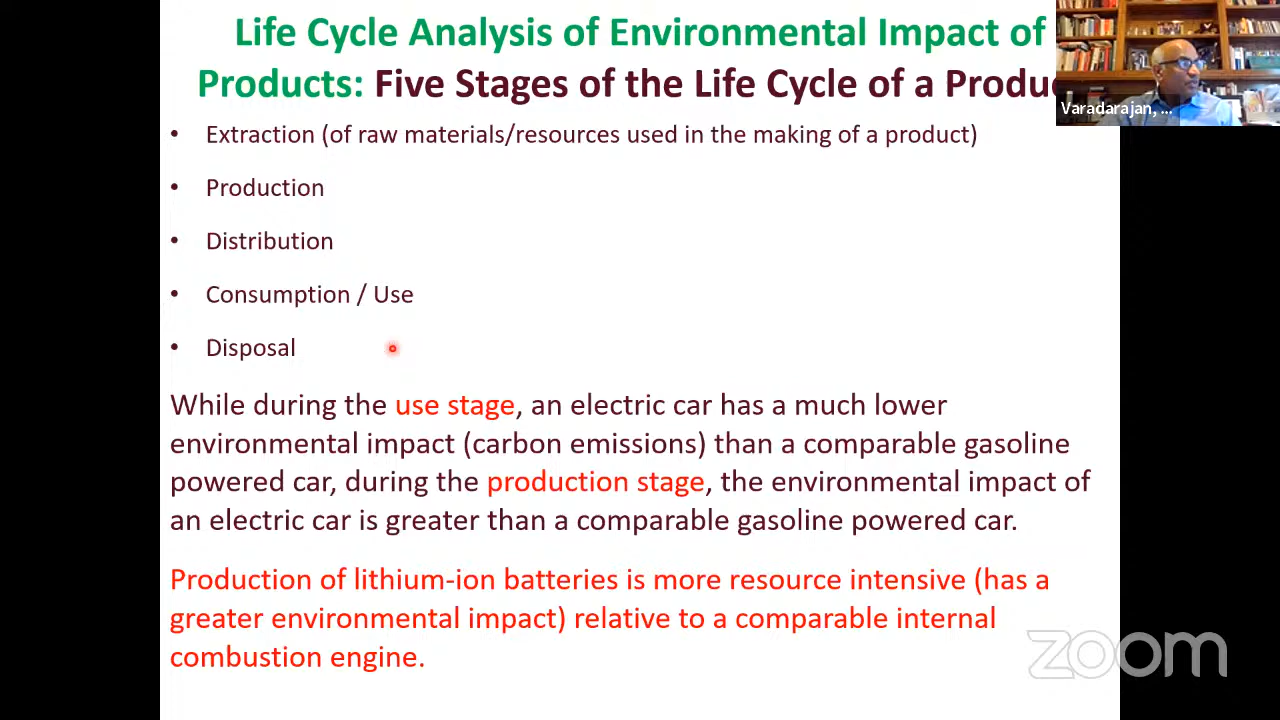 Life Cycle Analysis of Environmental Impact of
Products: Five Stages of the Life Cycle of a Produ
Varadarajan, ...
• Extraction (of raw materials/resources used in the making of a product)
• Production
• Distribution
• Consumption / Use
• Disposal
While during the use stage, an electric car has a much lower
environmental impact (carbon emissions) than a comparable gasoline
powered car, during the production stage, the environmental impact of
an electric car is greater than a comparable gasoline powered car.
Production of lithium-ion batteries is more resource intensive (has a
greater environmental impact) relative to a comparable internal
combustion engine.
zoom